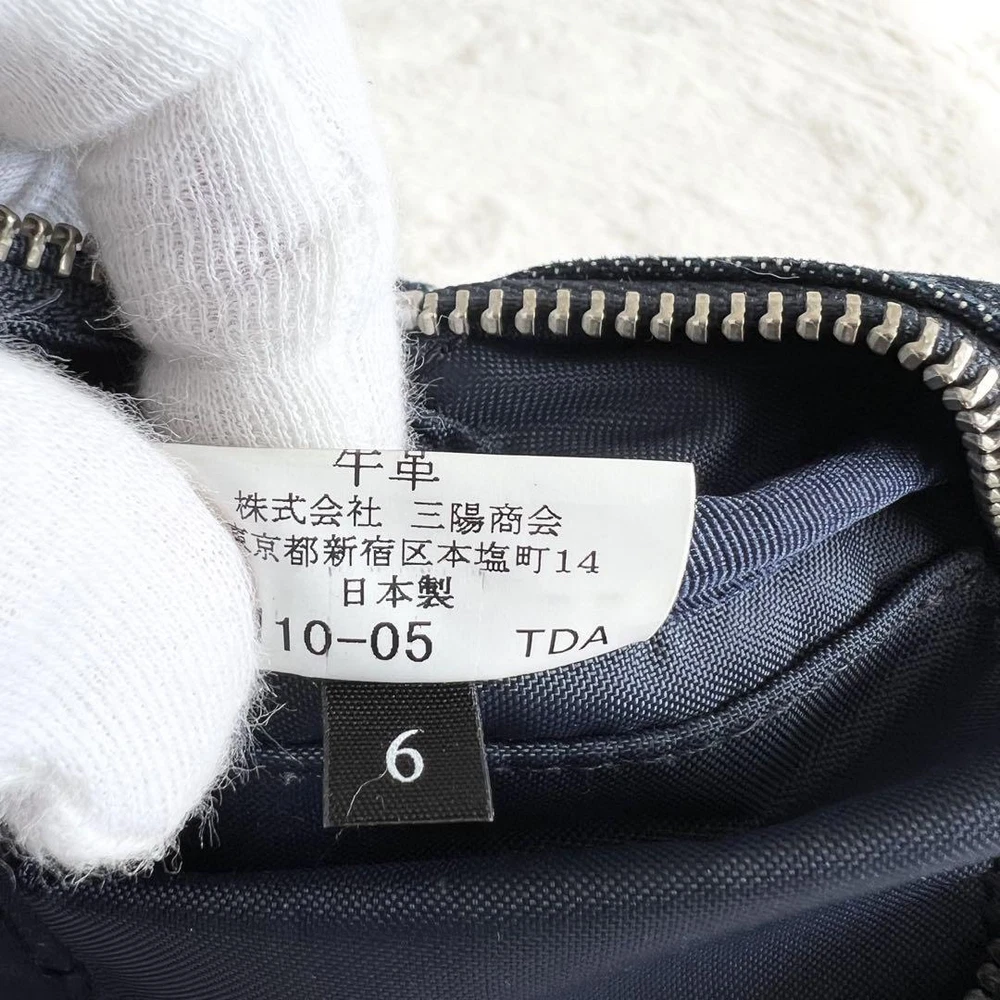 牛革
株式会社 三陽商会
東京都新宿区本塩町14
日本製
10-05 TDA
6